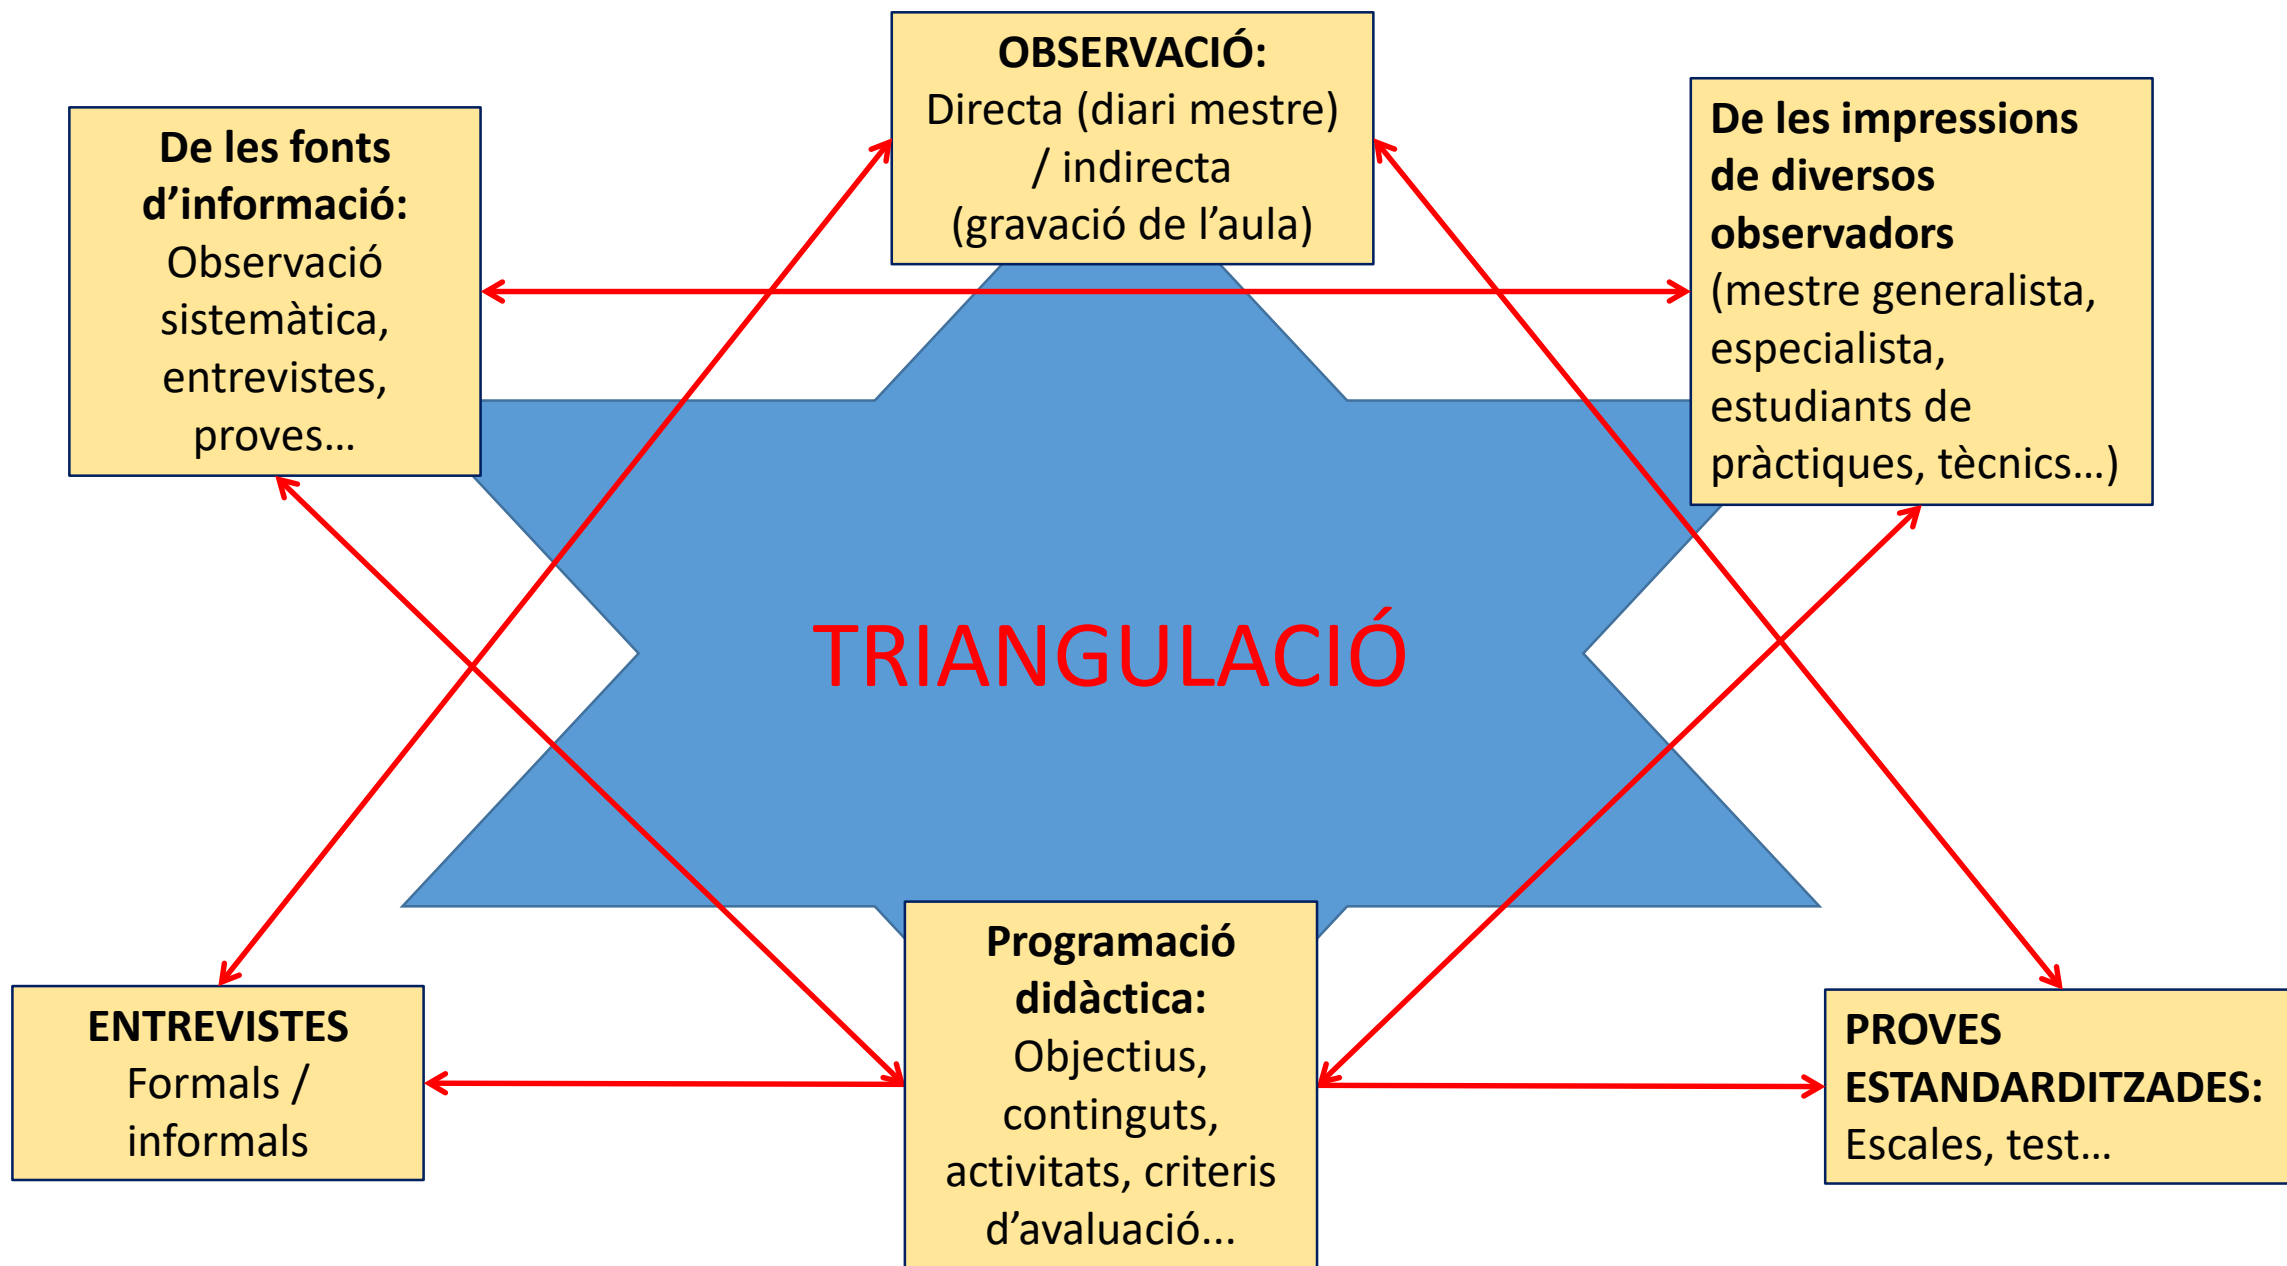 OBSERVACIÓ:
Directa (diari mestre)
/ indirecta
(gravació de l’aula)
De les fonts
d’informació:
Observació
sistemàtica,
entrevistes,
proves…
De les impressions
de diversos
observadors
(mestre generalista,
especialista,
estudiants de
pràctiques, tècnics…)
TRIANGULACIÓ
ENTREVISTES
Formals /
informals
Programació
didàctica:
Objectius,
continguts,
activitats, criteris
d’avaluació...
PROVES
ESTANDARDITZADES:
Escales, test…